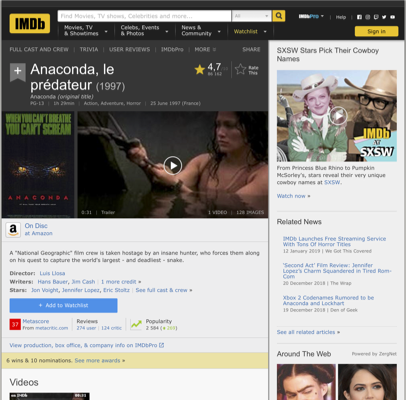 IMDb
Find Movies, TV shows, Celebrities and more...
All
IMDbPro
Help
Movies, TV
& Showtimes
Celebs, Events
& Photos
News &
Community
Watchlist
Sign in
FULL CAST AND CREW | TRIVIA | USER REVIEWS | IMDbPro | MORE
SHARE
Anaconda, le
prédateur (1997)
Anaconda (original title)
PG-13 | 1h 29min | Action, Adventure, Horror | 25 June 1997 (France)
4,7
Rate
This
WHEN YOU CAN'T BREATHE
YOU CAN'T SCREAM
ANACONDA
0:31 | Trailer
1 VIDEO | 128 IMAGES
On Disc
at Amazon
A "National Geographic" film crew is taken hostage by an insane hunter, who forces them along
on his quest to capture the world's largest - and deadliest - snake.
Director: Luis Llosa
Writers: Hans Bauer, Jim Cash | 1 more credit »
Stars: Jon Voight, Jennifer Lopez, Eric Stoltz | See full cast & crew »
+ Add to Watchlist
37
Metascore
From metacritic.com
Reviews
274 user | 124 critic
Popularity
View production, box office, & company info on IMDbPro
6 wins & 10 nominations. See more awards »
Videos
SXSW Stars Pick Their Cowboy
Names
IMDb
AT
SXSW
From Princess Blue Rhino to Pumpkin
McSorley's, stars reveal their very unique
cowboy names at SXSW.
Watch now »
Related News
IMDb Launches Free Streaming Service
With Tons Of Horror Titles
12 January 2019 | We Got This Covered
'Second Act' Film Review: Jennifer
Lopez's Charm Squandered in Tired Rom-
Com
20 December 2018 | The Wrap
Xbox 2 Codenames Rumored to be
Anaconda and Lockhart
19 December 2018 | Den of Geek
See all related articles »
Around The Web
Powered by ZergNet